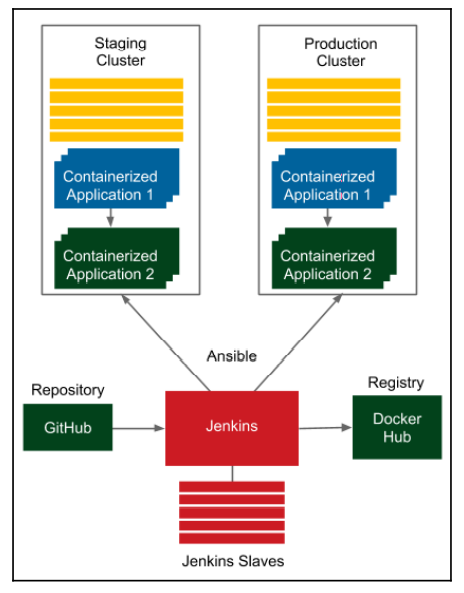 Staging
Cluster
Production
Cluster
Containerized
Application 1
Containerized
Application 1
Containerized
Application 2
Containerized
Application 2
Ansible
Repository
GitHub
Jenkins
Registry
Docker
Hub
Jenkins Slaves